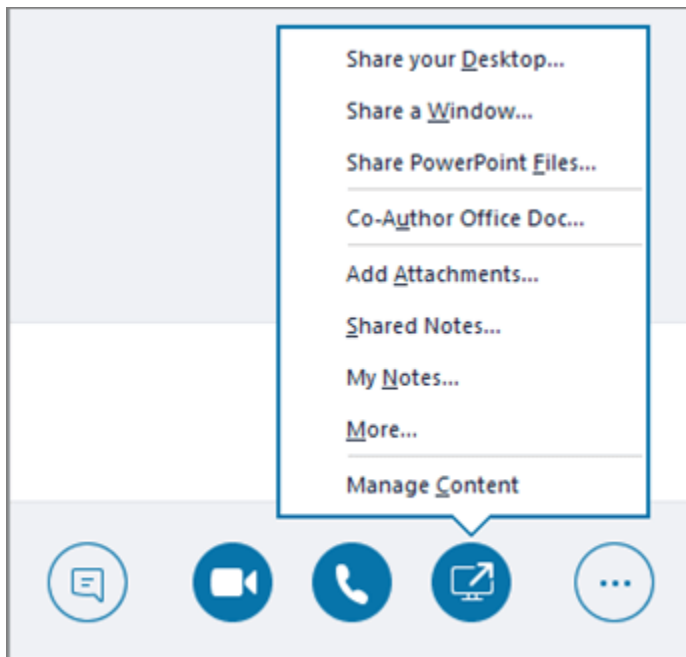 Share your Desktop...
Share a Window...
Share PowerPoint Files...
Co-Author Office Doc...
Add Attachments...
Shared Notes...
My Notes...
More...
Manage Content